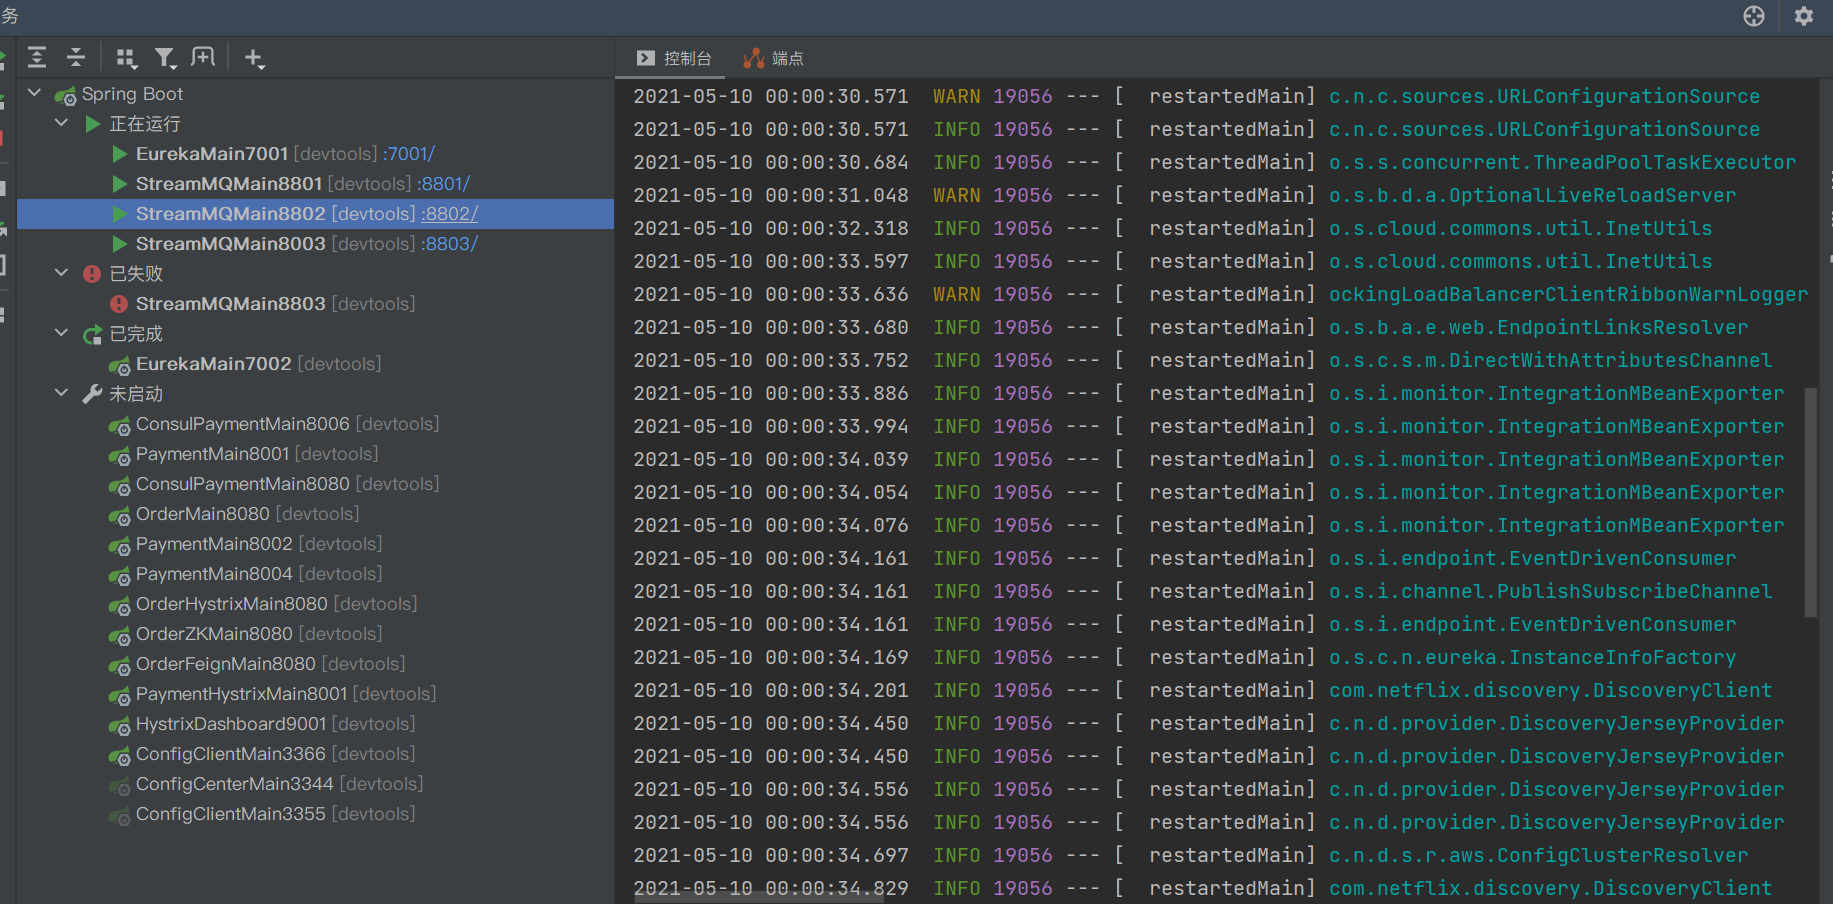 务
Spring Boot
正在运行
EurekaMain7001 [devtools] :7001/
StreamMQMain8801 [devtools] :8801/
StreamMQMain8802 [devtools] :8802/
StreamMQMain8003 [devtools] :8803/
已失败
StreamMQMain8803 [devtools]
已完成
EurekaMain7002 [devtools]
未启动
ConsulPaymentMain8006 [devtools]
PaymentMain8001 [devtools]
ConsulPaymentMain8080 [devtools]
OrderMain8080 [devtools]
PaymentMain8002 [devtools]
PaymentMain8004 [devtools]
OrderHystrixMain8080 [devtools]
OrderZKMain8080 [devtools]
OrderFeignMain8080 [devtools]
PaymentHystrixMain8001 [devtools]
HystrixDashboard9001 [devtools]
ConfigClientMain3366 [devtools]
ConfigCenterMain3344 [devtools]
ConfigClientMain3355 [devtools]
控制台 端点
2021-05-10 00:00:30.571 WARN 19056 --- [ restartedMain] c.n.c.sources.URLConfigurationSource
2021-05-10 00:00:30.571 INFO 19056 --- [ restartedMain] c.n.c.sources.URLConfigurationSource
2021-05-10 00:00:30.684 INFO 19056 --- [ restartedMain] o.s.s.concurrent.ThreadPoolTaskExecutor
2021-05-10 00:00:31.048 WARN 19056 --- [ restartedMain] o.s.b.d.a.OptionalLiveReloadServer
2021-05-10 00:00:32.318 INFO 19056 --- [ restartedMain] o.s.cloud.commons.util.InetUtils
2021-05-10 00:00:33.597 INFO 19056 --- [ restartedMain] o.s.cloud.commons.util.InetUtils
2021-05-10 00:00:33.636 WARN 19056 --- [ restartedMain] ockingLoadBalancerClientRibbonWarnLogger
2021-05-10 00:00:33.680 INFO 19056 --- [ restartedMain] o.s.b.a.e.web.EndpointLinksResolver
2021-05-10 00:00:33.752 INFO 19056 --- [ restartedMain] o.s.c.s.m.DirectWithAttributesChannel
2021-05-10 00:00:33.886 INFO 19056 --- [ restartedMain] o.s.i.monitor.IntegrationMBeanExporter
2021-05-10 00:00:33.994 INFO 19056 --- [ restartedMain] o.s.i.monitor.IntegrationMBeanExporter
2021-05-10 00:00:34.039 INFO 19056 --- [ restartedMain] o.s.i.monitor.IntegrationMBeanExporter
2021-05-10 00:00:34.054 INFO 19056 --- [ restartedMain] o.s.i.monitor.IntegrationMBeanExporter
2021-05-10 00:00:34.076 INFO 19056 --- [ restartedMain] o.s.i.monitor.IntegrationMBeanExporter
2021-05-10 00:00:34.161 INFO 19056 --- [ restartedMain] o.s.i.endpoint.EventDrivenConsumer
2021-05-10 00:00:34.161 INFO 19056 --- [ restartedMain] o.s.i.channel.PublishSubscribeChannel
2021-05-10 00:00:34.161 INFO 19056 --- [ restartedMain] o.s.i.endpoint.EventDrivenConsumer
2021-05-10 00:00:34.169 INFO 19056 --- [ restartedMain] o.s.c.n.eureka.InstanceInfoFactory
2021-05-10 00:00:34.201 INFO 19056 --- [ restartedMain] com.netflix.discovery.DiscoveryClient
2021-05-10 00:00:34.450 INFO 19056 --- [ restartedMain] c.n.d.provider.DiscoveryJerseyProvider
2021-05-10 00:00:34.450 INFO 19056 --- [ restartedMain] c.n.d.provider.DiscoveryJerseyProvider
2021-05-10 00:00:34.556 INFO 19056 --- [ restartedMain] c.n.d.provider.DiscoveryJerseyProvider
2021-05-10 00:00:34.556 INFO 19056 --- [ restartedMain] c.n.d.provider.DiscoveryJerseyProvider
2021-05-10 00:00:34.697 INFO 19056 --- [ restartedMain] c.n.d.s.r.aws.ConfigClusterResolver
2021-05-10 00:00:34.829 INFO 19056 --- [ restartedMain] com.netflix.discovery.DiscoveryClient